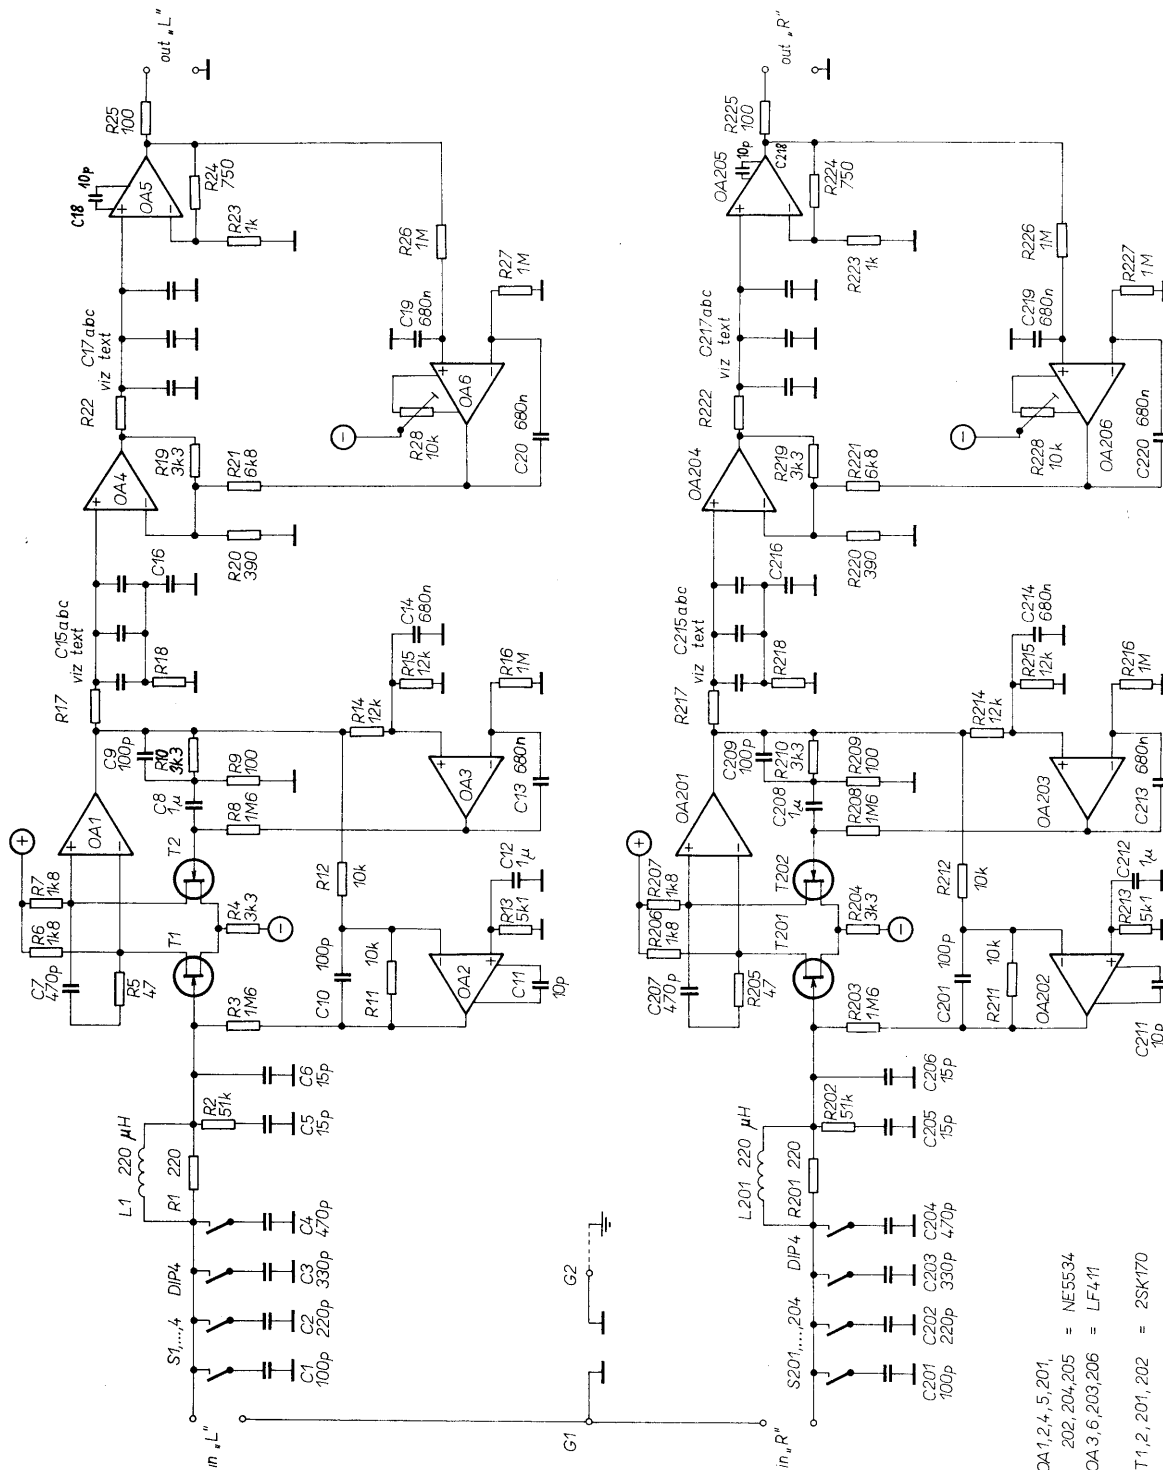 in „L"
S1,...,4 DIP4
C1
100p
C2
220p
C3
330p
C4
470p
L1 220 µH
R1 220
R2
51k
C5
15p
C6
15p
R3
1M6
C7
470p
R5
47
R6
1k8
R7
1k8
T1
T2
R4
3k3
OA1
C8
1µ
R8
1M6
R9
100
R10
3k3
C9
100p
C10
100p
R11
10k
R12
10k
OA2
C11
10p
R13
5k1
C12
1µ
OA3
C13
680n
R14
12k
R15
12k
C14
680n
R16
1M
R17
C15abc
viz text
R18
C16
OA4
R19
3k3
R20
390
R21
6k8
R22
C17abc
viz text
C18
10p
OA5
R23
1k
R24
750
R25
100
out „L"
R26
1M
C19
680n
R27
1M
OA6
R28
10k
C20
680n
G1
G2
in „R"
S201,...,204 DIP4
C201
100p
C202
220p
C203
330p
C204
470p
L201 220 µH
R201 220
R202
51k
C205
15p
C206
15p
R203
1M6
C207
470p
R205
47
R206
1k8
R207
1k8
T201
T202
R204
3k3
OA201
C208
1µ
R208
1M6
R209
100
R210
3k3
C209
100p
C201
100p
R211
10k
R212
10k
OA202
C211
10p
R213
5k1
C212
1µ
OA203
C213
680n
R214
12k
R215
12k
C214
680n
R216
1M
R217
C215abc
viz text
R218
C216
OA204
R219
3k3
R220
390
R221
6k8
R222
C217abc
viz text
OA205
10p
C218
R223
1k
R224
750
R225
100
out „R"
R226
1M
C219
680n
R227
1M
OA206
R228
10k
C220
680n
OA1,2,4,5,201,
202,204,205 = NE5534
OA3,6,203,206 = LF411
T1,2,201,202 = 2SK170